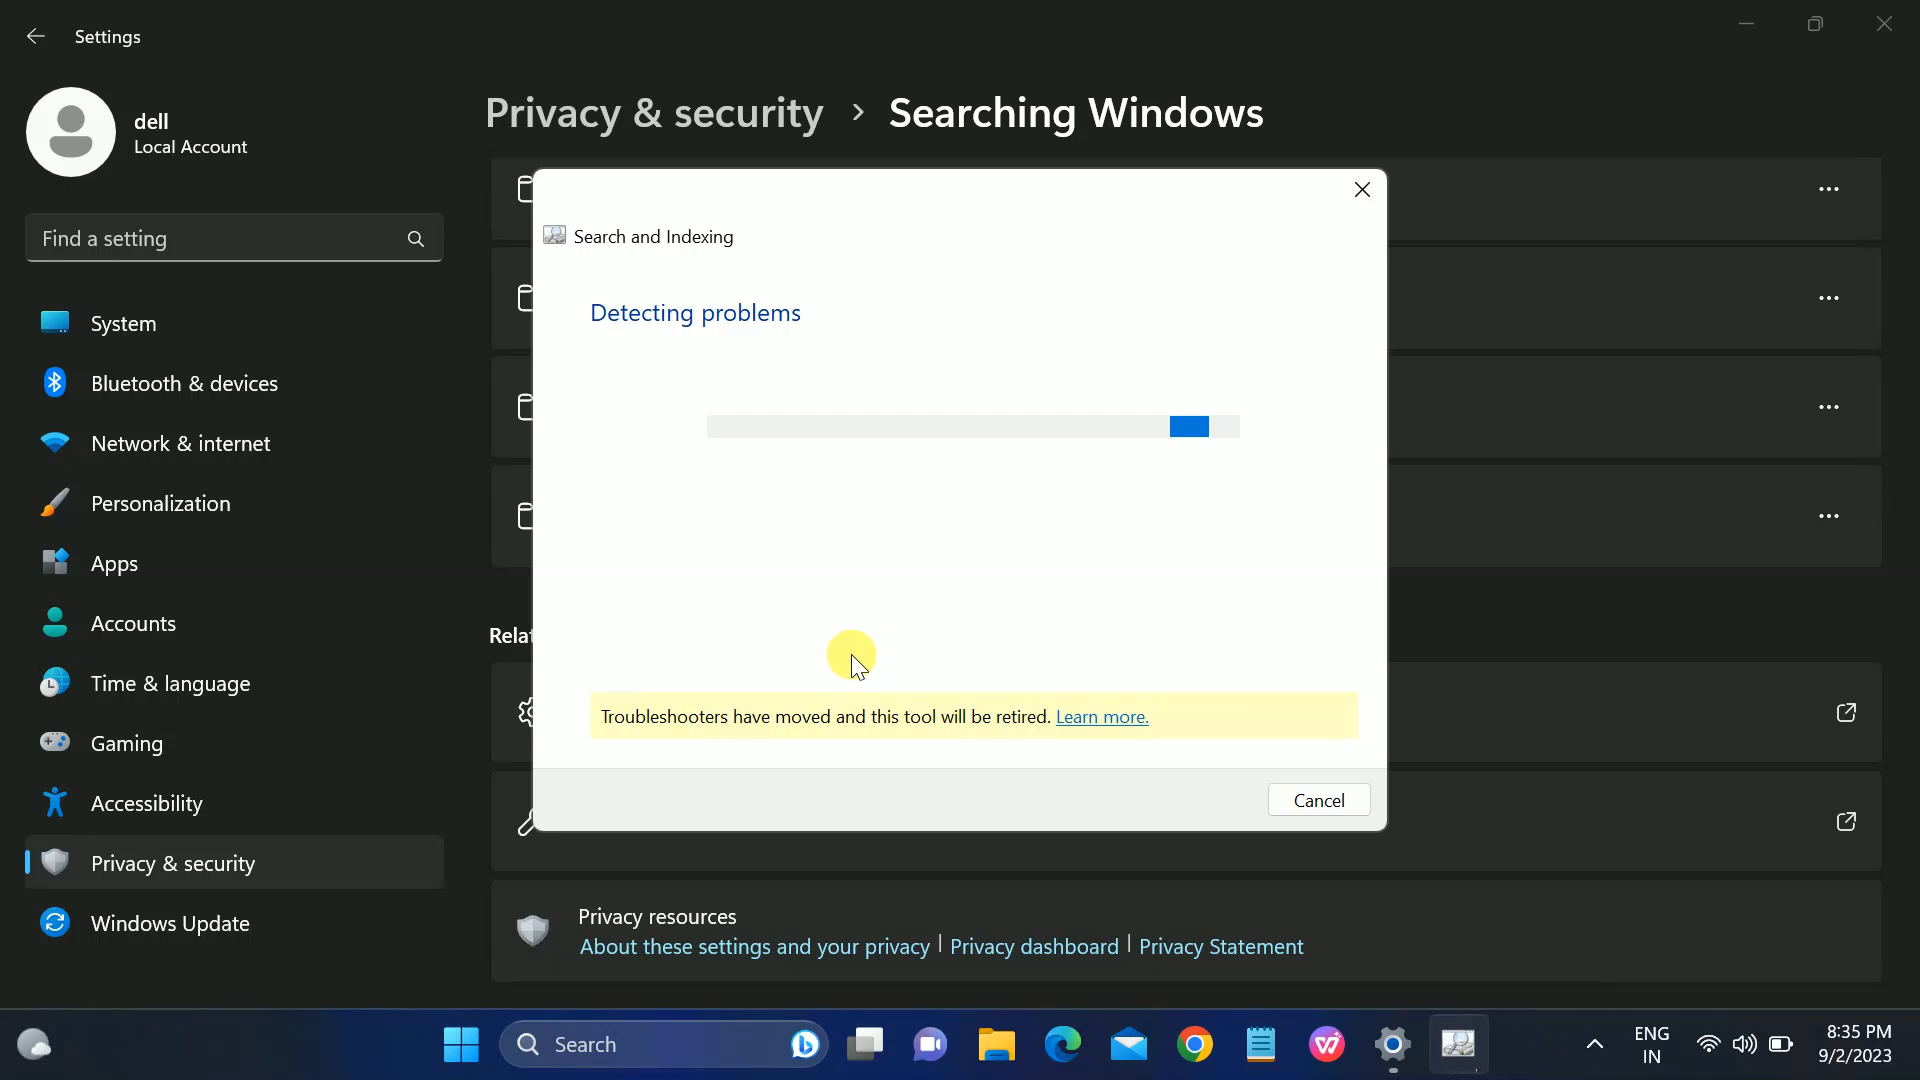 Settings
dell
Local Account
Find a setting
System
Bluetooth & devices
Network & internet
Personalization
Apps
Accounts
Time & language
Gaming
Accessibility
Privacy & security
Windows Update
Privacy & security > Searching Windows
Search and Indexing
Detecting problems
Troubleshooters have moved and this tool will be retired. Learn more.
Cancel
Privacy resources
About these settings and your privacy | Privacy dashboard | Privacy Statement
Search
ENG
IN
8:35 PM
9/2/2023